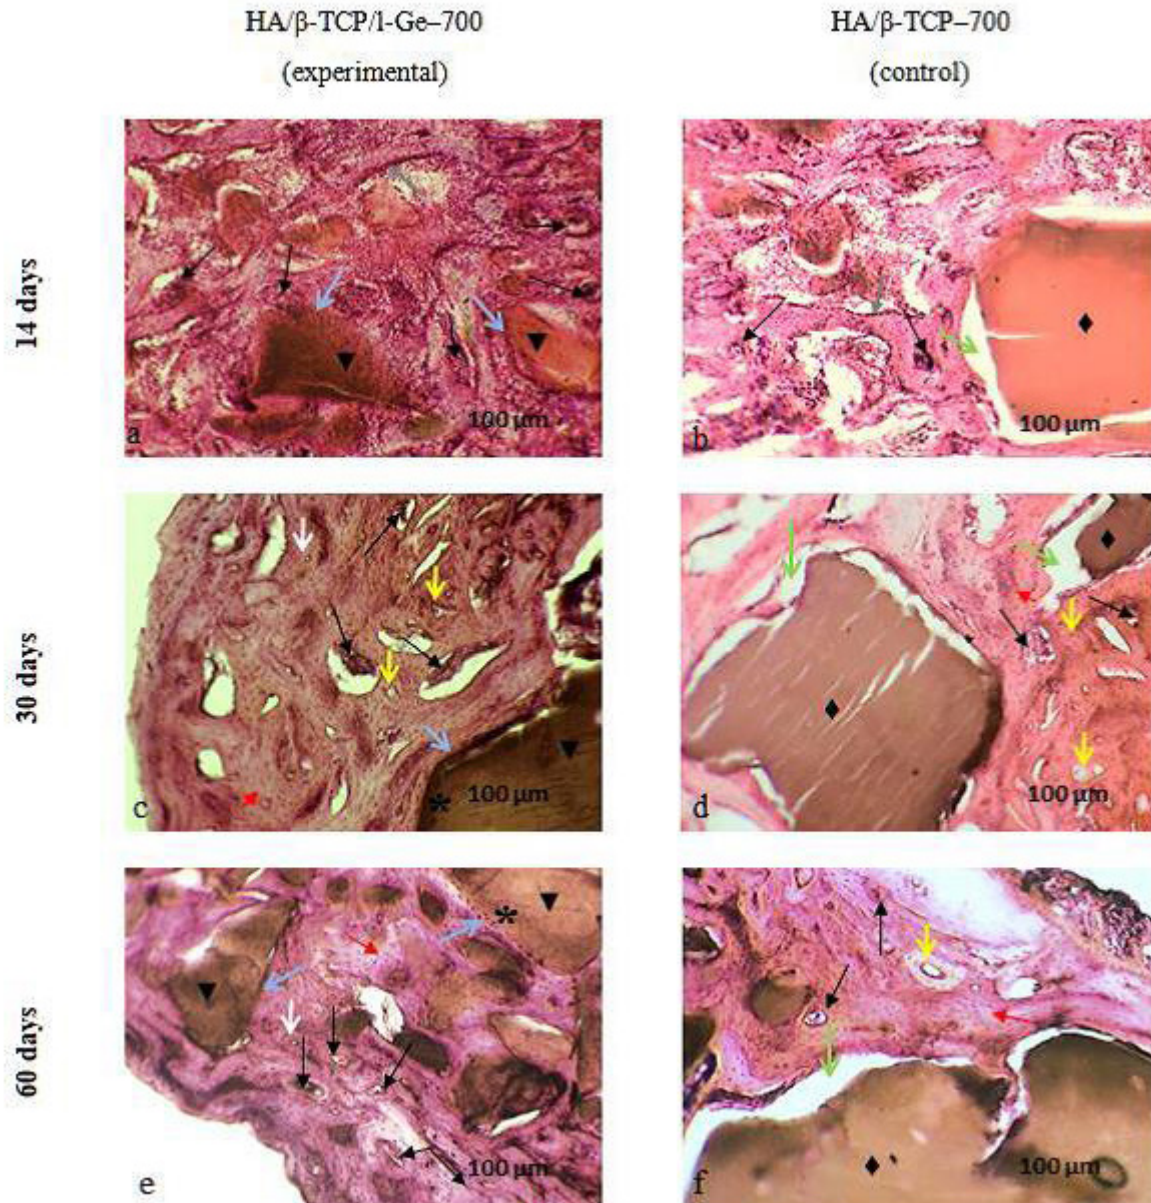 HA/β-TCP/l-Ge–700
(experimental)
HA/β-TCP–700
(control)
14 days
a
100 µm
b
100 µm
30 days
c
*
100 µm
d
100 µm
60 days
*
e
100 µm
f
100 µm